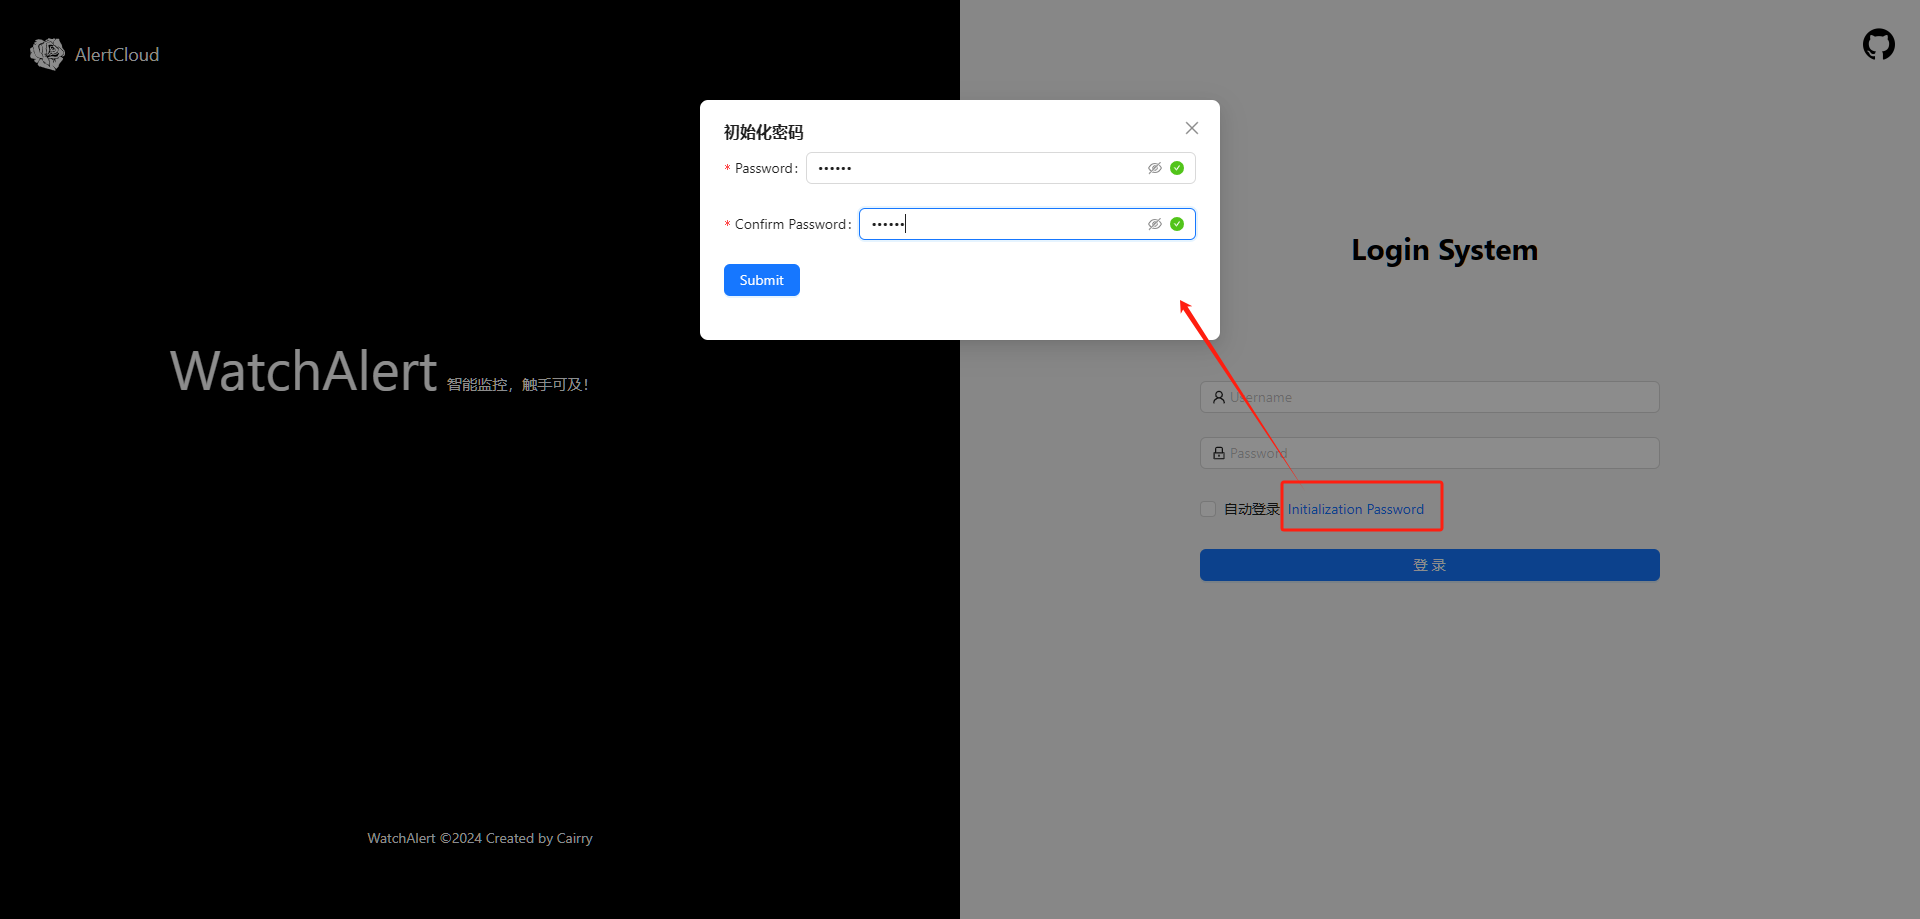 AlertCloud
初始化密码
* Password:
••••••
* Confirm Password:
••••••
Submit
WatchAlert 智能监控，触手可及！
Login System
Username
Password
自动登录 Initialization Password
登 录
WatchAlert ©2024 Created by Cairry